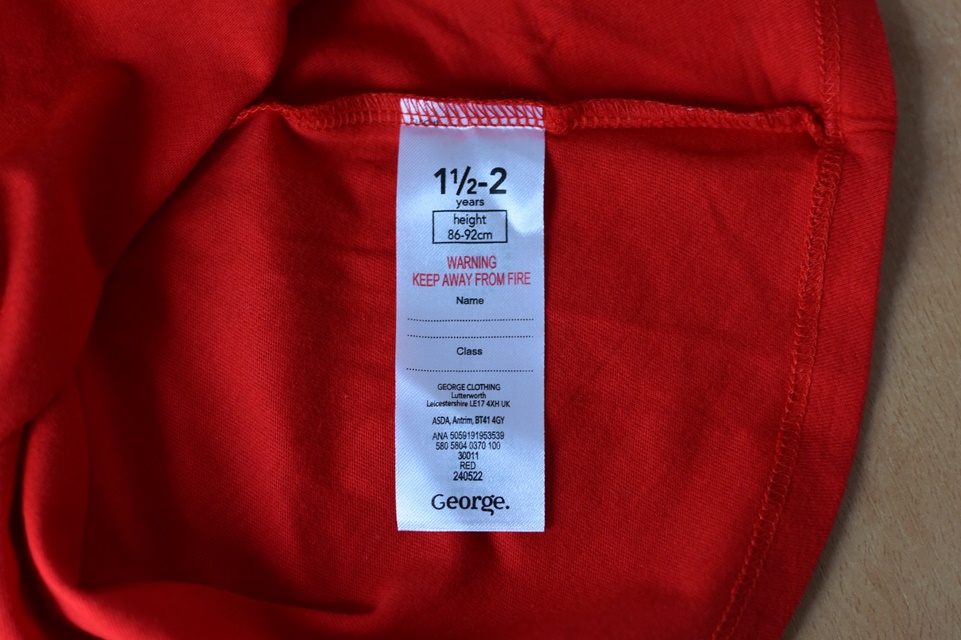 1½-2
years
height
86-92cm
WARNING
KEEP AWAY FROM FIRE
Name
Class
GEORGE CLOTHING
Lutterworth
Leicestershire LE17 4XH UK
ASDA, Antrim, BT41 4GY
ANA 5059191953539
580 5804 0370 100
30011
RED
240522
George.